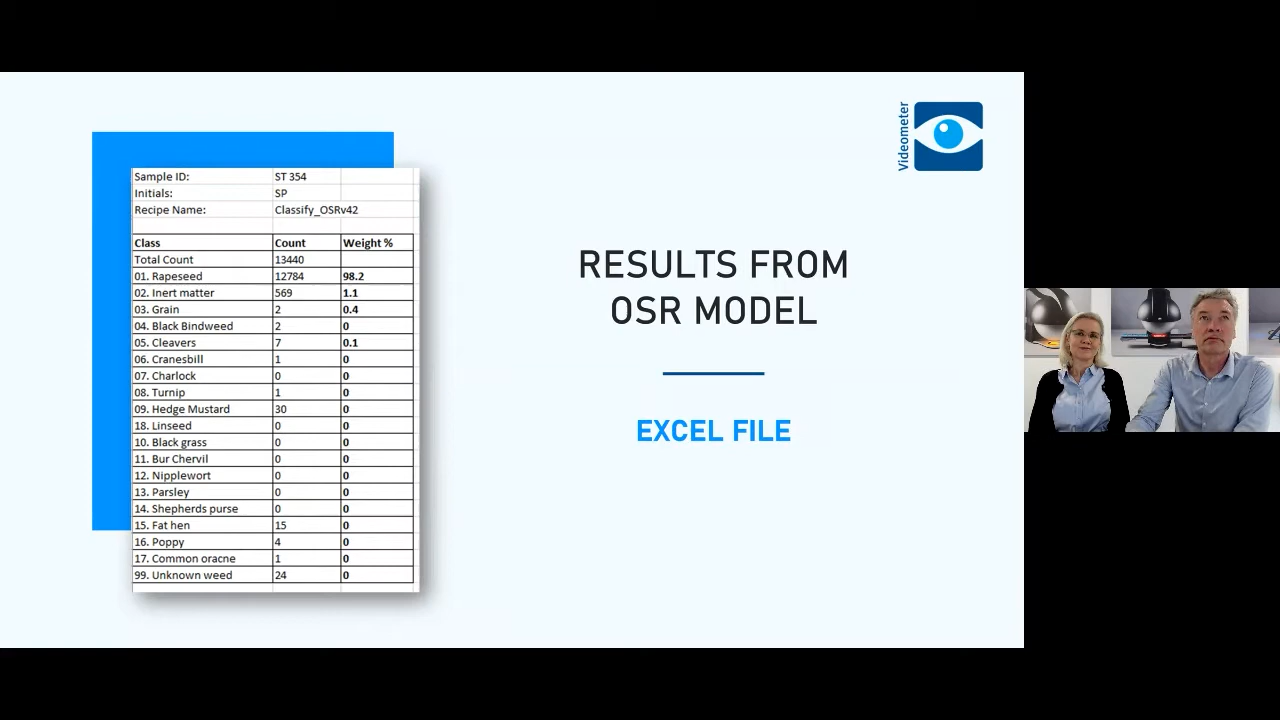 Videometer
Sample ID: ST 354
Initials: SP
Recipe Name: Classify_OSRv42
Class Count Weight %
Total Count 13440
01. Rapeseed 12784 98.2
02. Inert matter 569 1.1
03. Grain 2 0.4
04. Black Bindweed 2 0
05. Cleavers 7 0.1
06. Cranesbill 1 0
07. Charlock 0 0
08. Turnip 1 0
09. Hedge Mustard 30 0
18. Linseed 0 0
10. Black grass 0 0
11. Bur Chervil 0 0
12. Nipplewort 0 0
13. Parsley 0 0
14. Shepherds purse 0 0
15. Fat hen 15 0
16. Poppy 4 0
17. Common oracne 1 0
99. Unknown weed 24 0
RESULTS FROM
OSR MODEL
EXCEL FILE